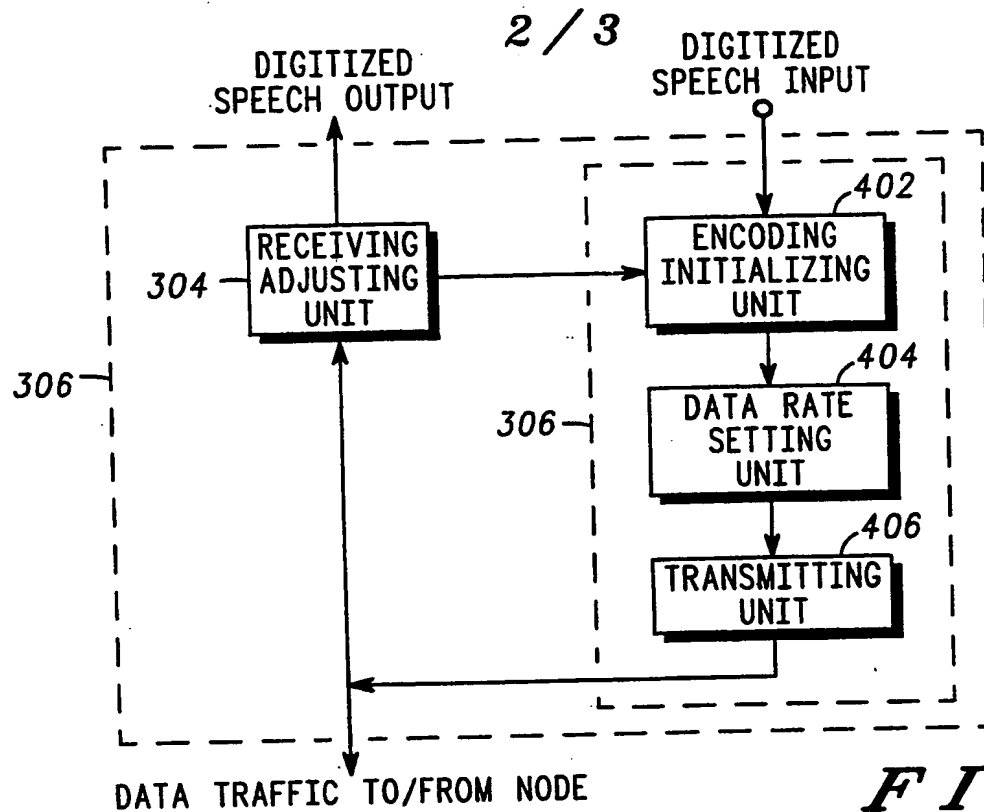 2/3
DIGITIZED
SPEECH OUTPUT
DIGITIZED
SPEECH INPUT
402
RECEIVING
ADJUSTING
UNIT
304
ENCODING
INITIALIZING
UNIT
306
404
306
DATA RATE
SETTING
UNIT
406
TRANSMITTING
UNIT
DATA TRAFFIC TO/FROM NODE
F I